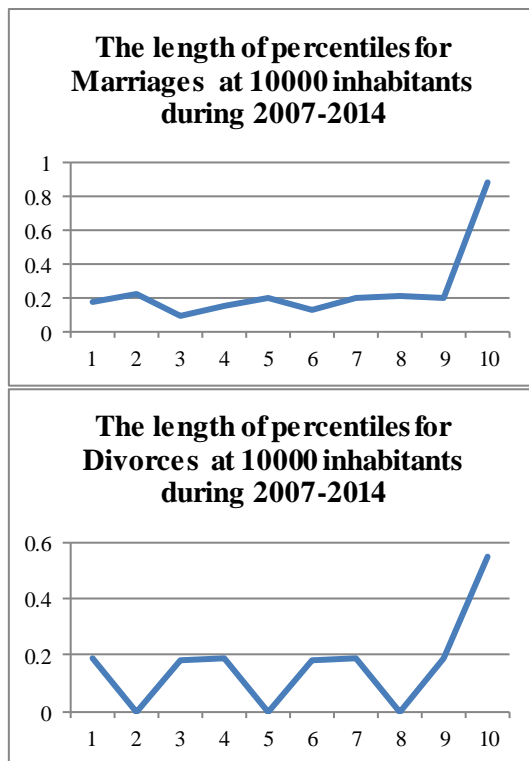 The length of percentiles for
Marriages at 10000 inhabitants
during 2007-2014
1
0.8
0.6
0.4
0.2
0
1 2 3 4 5 6 7 8 9 10
The length of percentiles for
Divorces at 10000 inhabitants
during 2007-2014
0.6
0.4
0.2
0
1 2 3 4 5 6 7 8 9 10